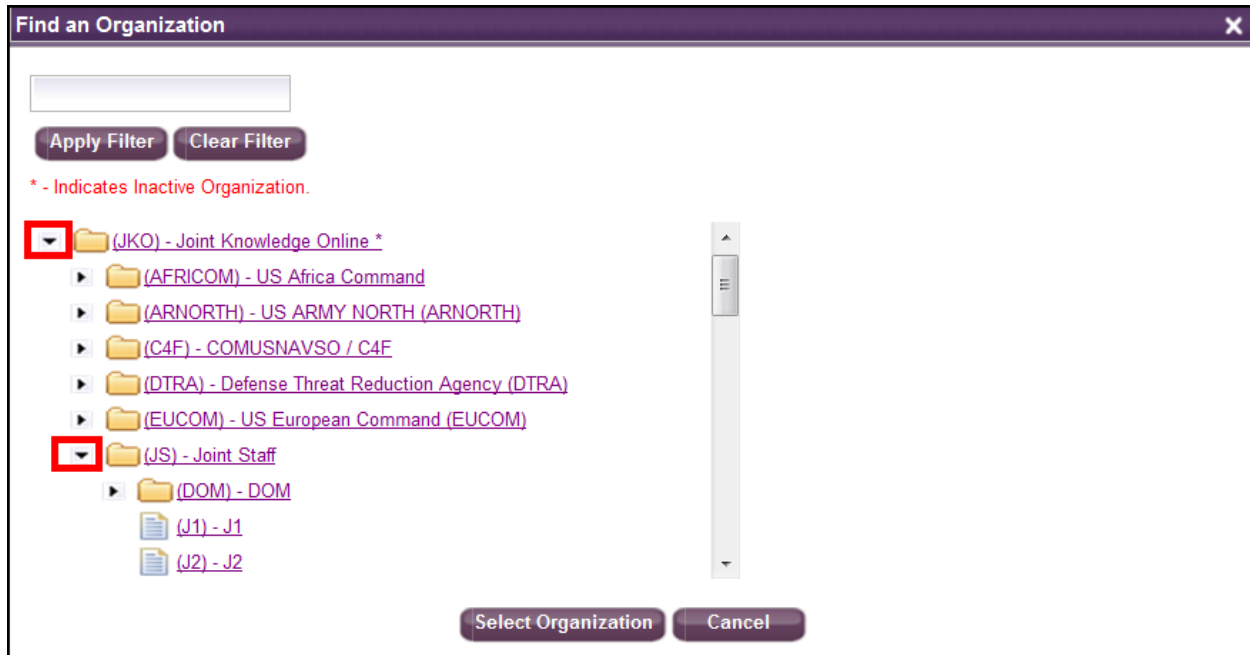 Find an Organization
Apply Filter Clear Filter
* - Indicates Inactive Organization.
(JKO) - Joint Knowledge Online *
(AFRICOM) - US Africa Command
(ARNORTH) - US ARMY NORTH (ARNORTH)
(C4F) - COMUSNAVSO / C4F
(DTRA) - Defense Threat Reduction Agency (DTRA)
(EUCOM) - US European Command (EUCOM)
(JS) - Joint Staff
(DOM) - DOM
(J1) - J1
(J2) - J2
Select Organization Cancel